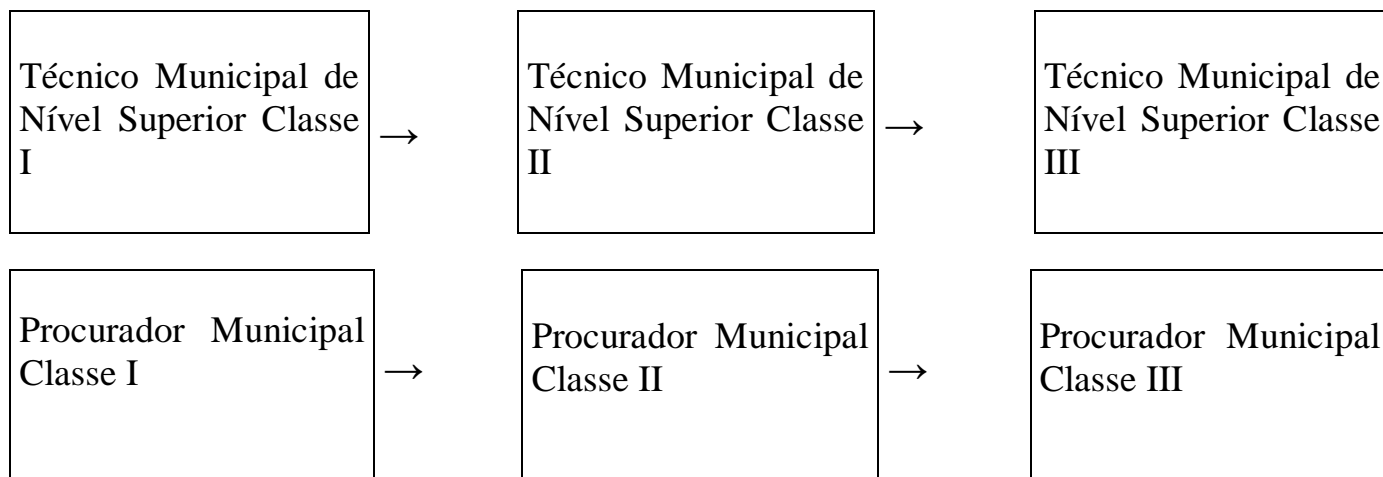 Técnico Municipal de
Nível Superior Classe
I
→
Técnico Municipal de
Nível Superior Classe
II
→
Técnico Municipal de
Nível Superior Classe
III
Procurador Municipal
Classe I
→
Procurador Municipal
Classe II
→
Procurador Municipal
Classe III